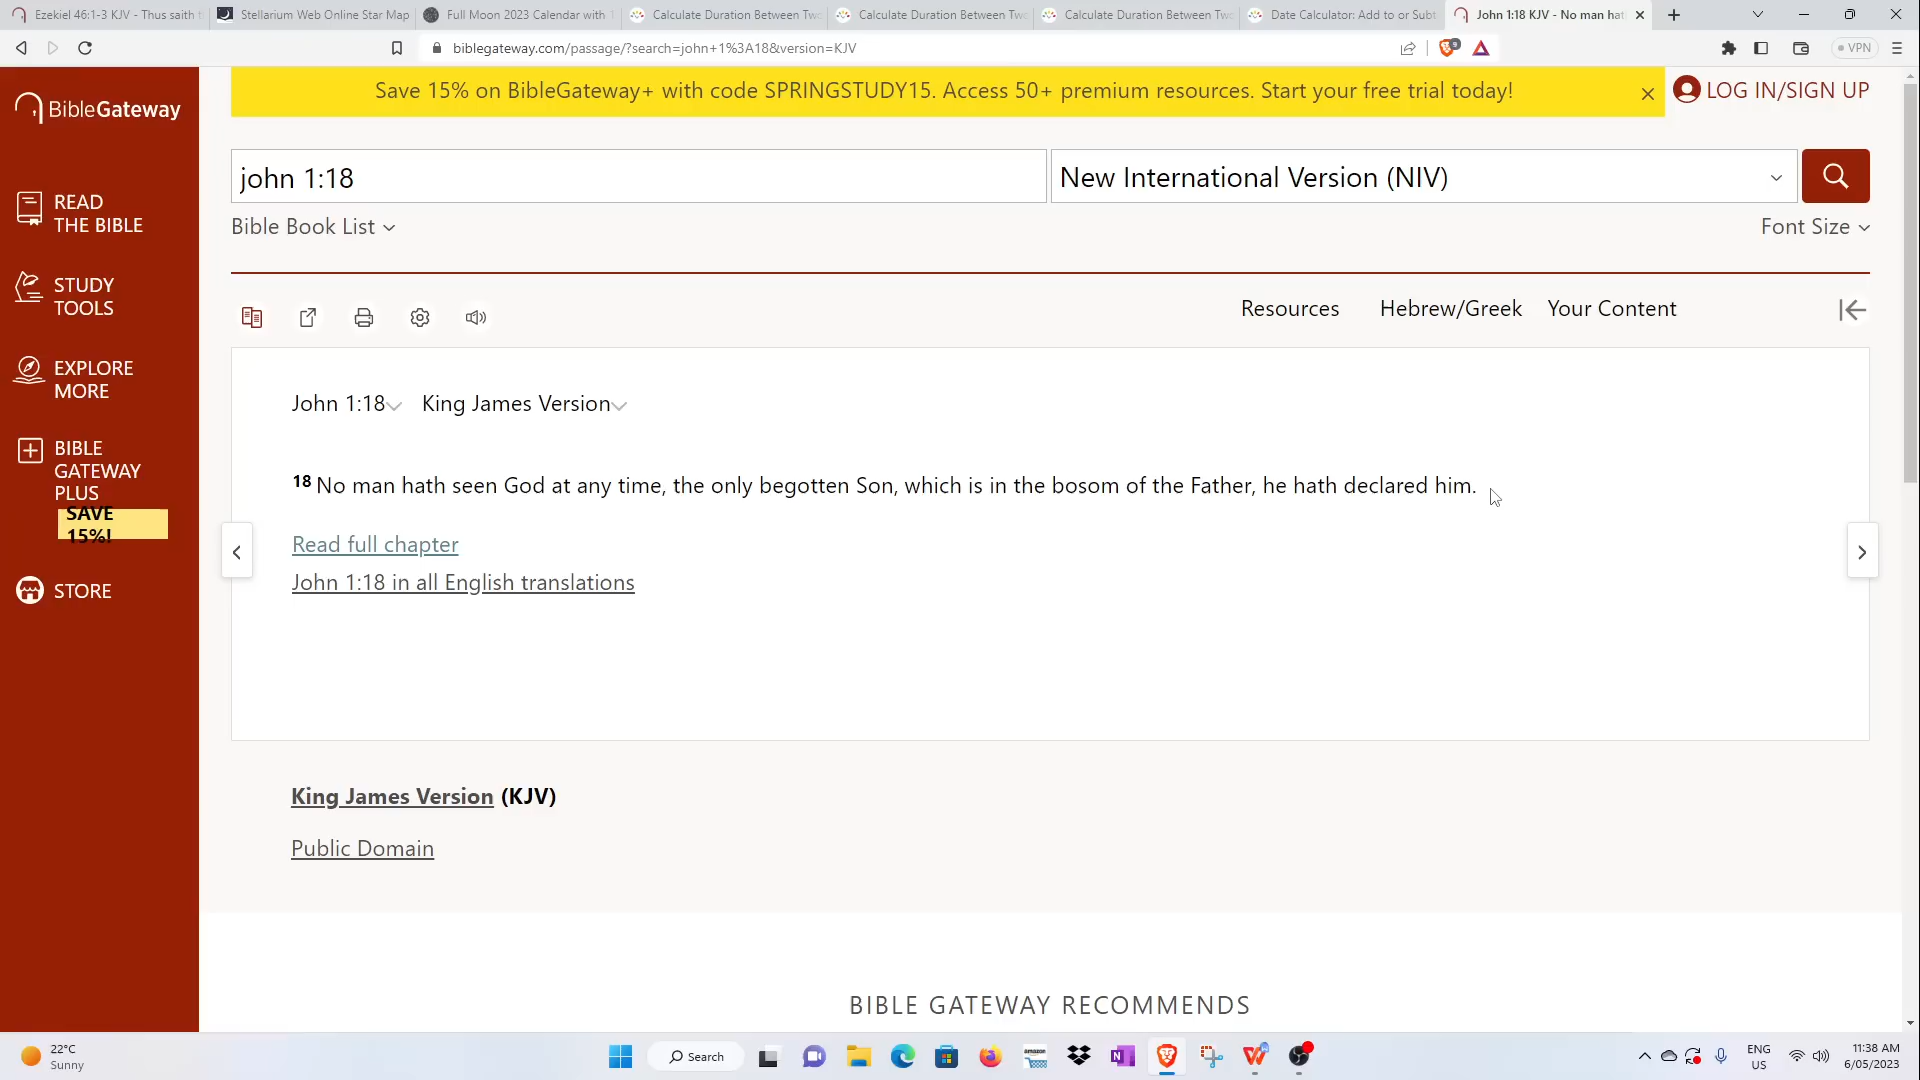 Ezekiel 46:1-3 KJV - Thus saith t
Stellarium Web Online Star Map
Full Moon 2023 Calendar with
Calculate Duration Between Two
Calculate Duration Between Two
Calculate Duration Between Two
Date Calculator: Add to or Subt
John 1:18 KJV - No man hat
biblegateway.com/passage/?search=john+1%3A18&version=KJV
VPN
BibleGateway
Save 15% on BibleGateway+ with code SPRINGSTUDY15. Access 50+ premium resources. Start your free trial today!
LOG IN/SIGN UP
john 1:18
New International Version (NIV)
Bible Book List
Font Size
READ
THE BIBLE
STUDY
TOOLS
EXPLORE
MORE
BIBLE
GATEWAY
PLUS
SAVE
15%!
STORE
Resources
Hebrew/Greek
Your Content
John 1:18
King James Version
18 No man hath seen God at any time, the only begotten Son, which is in the bosom of the Father, he hath declared him.
Read full chapter
John 1:18 in all English translations
King James Version (KJV)
Public Domain
BIBLE GATEWAY RECOMMENDS
22°C
Sunny
Search
amazon
ENG
US
11:38 AM
6/05/2023